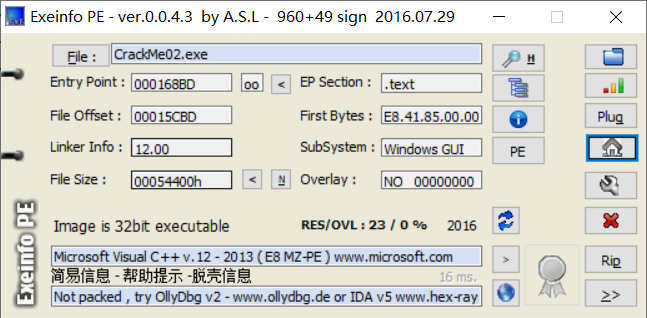 Exeinfo PE - ver.0.0.4.3 by A.S.L - 960+49 sign 2016.07.29
File : CrackMe02.exe H
Entry Point : 000168BD oo < EP Section : .text
File Offset : 00015CBD First Bytes : E8.41.85.00.00 Plug
Linker Info : 12.00 SubSystem : Windows GUI PE
File Size : 00054400h < N Overlay : NO 00000000
Exeinfo PE
Image is 32bit executable RES/OVL : 23 / 0 % 2016
Microsoft Visual C++ v.12 - 2013 ( E8 MZ-PE ) www.microsoft.com > Rip
简易信息 - 帮助提示 -脱壳信息 16 ms.
Not packed , try OllyDbg v2 - www.ollydbg.de or IDA v5 www.hex-ray >>